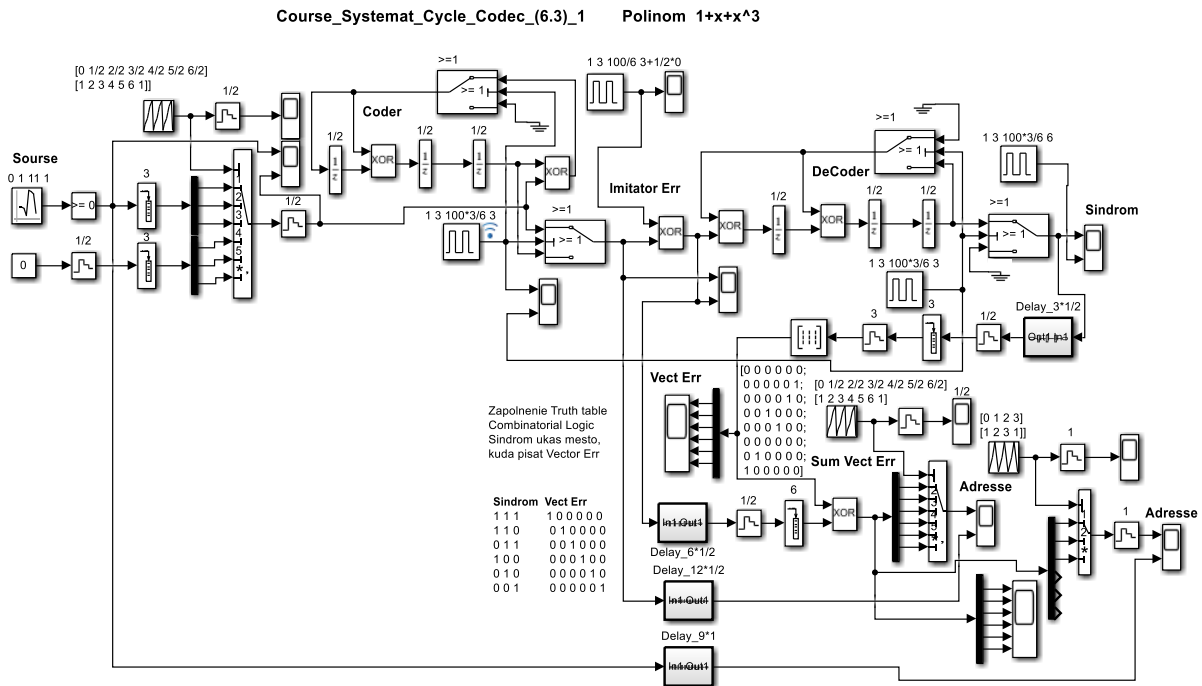 Course_Systemat_Cycle_Codec_(6.3)_1 Polinom 1+x+x^3
[0 1/2 2/2 3/2 4/2 5/2 6/2]
[1 2 3 4 5 6 1]]
1/2
>=1
>= 1
Coder
1/2
1/2
1/2
XOR
XOR
1 3 100/6 3+1/2*0
Sourse
0 1 11 1
>= 0
3
1/2
0
3
1
2
3
4
5
*,
1/2
1 3 100*3/6 3
>=1
>= 1
Imitator Err
XOR
XOR
1/2
XOR
1/2
1/2
DeCoder
>=1
>= 1
1 3 100*3/6 6
>=1
>= 1
Sindrom
1 3 100*3/6 3
Delay_3*1/2
1/2
3
3
Vect Err
[0 0 0 0 0 0;
0 0 0 0 0 1;
0 0 0 0 1 0;
0 0 1 0 0 0;
0 0 0 1 0 0;
0 0 0 0 0 0;
0 1 0 0 0 0;
1 0 0 0 0 0]
[0 1/2 2/2 3/2 4/2 5/2 6/2]
[1 2 3 4 5 6 1]
1/2
[0 1 2 3]
[1 2 3 1]]
1
Zapolnenie Truth table
Combinatorial Logic
Sindrom ukas mesto,
kuda pisat Vector Err
Sindrom Vect Err
1 1 1 1 0 0 0 0 0
1 1 0 0 1 0 0 0 0
0 1 1 0 0 1 0 0 0
1 0 0 0 0 0 1 0 0
0 1 0 0 0 0 0 1 0
0 0 1 0 0 0 0 0 1
In1 Out1
Delay_6*1/2
1/2
6
XOR
Sum Vect Err
2
3
4
*,
Adresse
1
2
*
1
Adresse
Delay_12*1/2
In1 Out1
Delay_9*1
In1 Out1